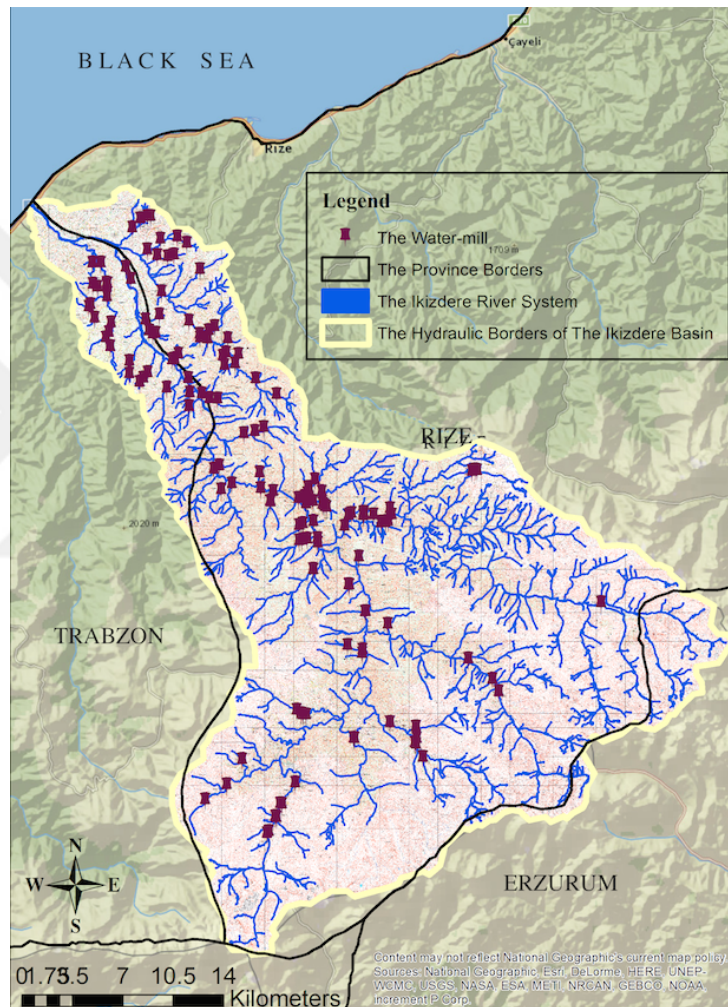 BLACK SEA
Çayeli
Rize
Legend
The Water-mill
1709 m
The Province Borders
The Ikizdere River System
The Hydraulic Borders of The Ikizdere Basin
RIZE
R I Z E
2020 m
TRABZON
N
W E
S
ERZURUM
Content may not reflect National Geographic's current map policy.
Sources: National Geographic, Esri, DeLorme, HERE, UNEP-
WCMC, USGS, NASA, ESA, METI, NRCAN, GEBCO, NOAA,
increment P Corp.
0 1.75 3.5 7 10.5 14
Kilometers